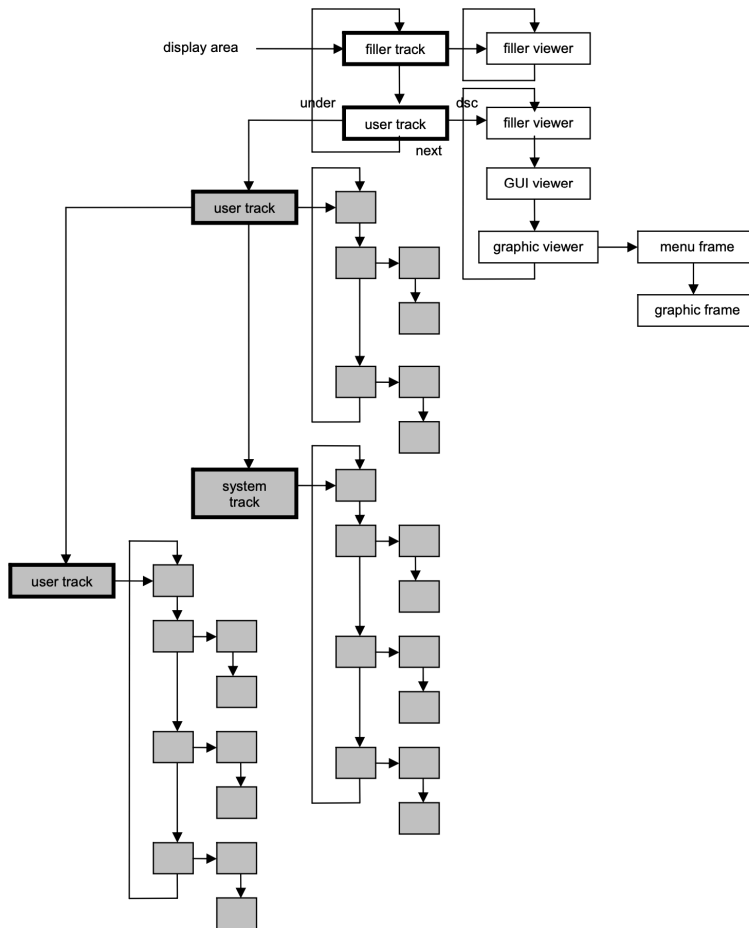 display area
filler track
filler viewer
under
dsc
user track
filler viewer
next
GUI viewer
user track
graphic viewer
menu frame
graphic frame
system
track
user track